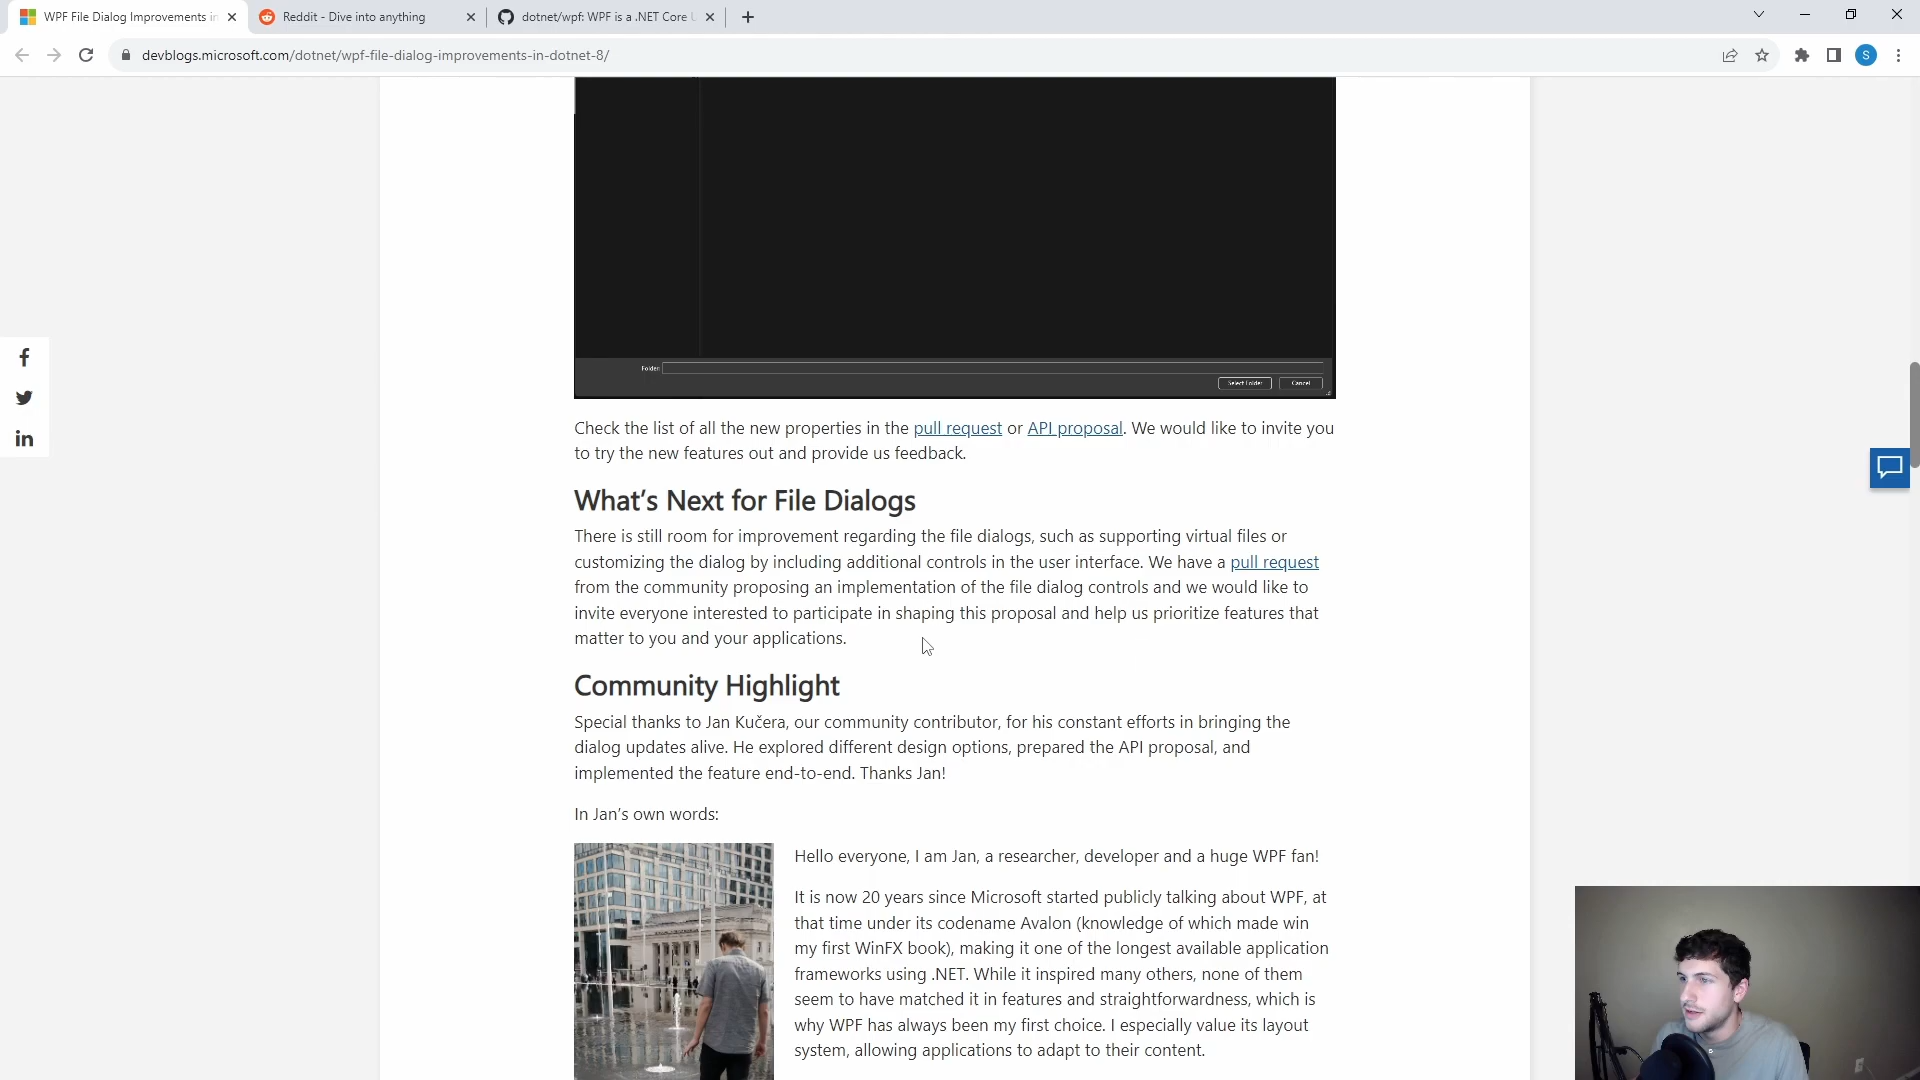 WPF File Dialog Improvements in
Reddit - Dive into anything
dotnet/wpf: WPF is a .NET Core U
devblogs.microsoft.com/dotnet/wpf-file-dialog-improvements-in-dotnet-8/
S
Folder:
Select Folder
Cancel
Check the list of all the new properties in the pull request or API proposal. We would like to invite you
to try the new features out and provide us feedback.
What's Next for File Dialogs
There is still room for improvement regarding the file dialogs, such as supporting virtual files or
customizing the dialog by including additional controls in the user interface. We have a pull request
from the community proposing an implementation of the file dialog controls and we would like to
invite everyone interested to participate in shaping this proposal and help us prioritize features that
matter to you and your applications.
Community Highlight
Special thanks to Jan Kučera, our community contributor, for his constant efforts in bringing the
dialog updates alive. He explored different design options, prepared the API proposal, and
implemented the feature end-to-end. Thanks Jan!
In Jan's own words:
Hello everyone, I am Jan, a researcher, developer and a huge WPF fan!
It is now 20 years since Microsoft started publicly talking about WPF, at
that time under its codename Avalon (knowledge of which made win
my first WinFX book), making it one of the longest available application
frameworks using .NET. While it inspired many others, none of them
seem to have matched it in features and straightforwardness, which is
why WPF has always been my first choice. I especially value its layout
system, allowing applications to adapt to their content.